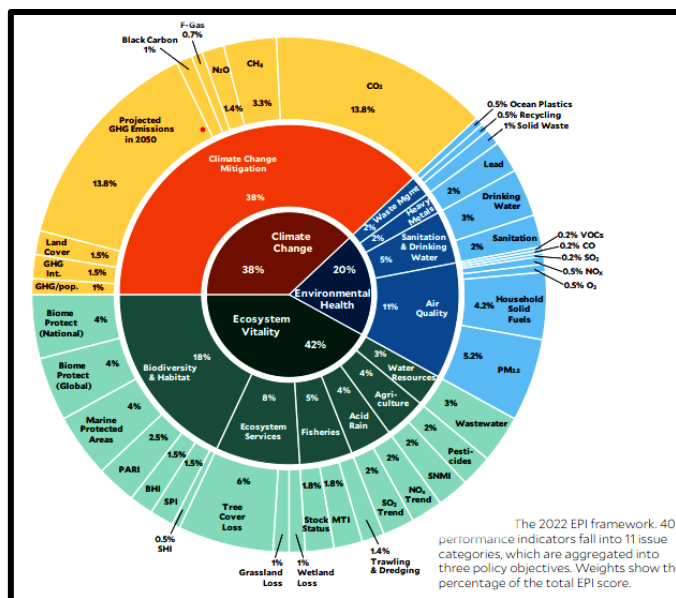 F-Gas
0.7%
Black Carbon
1%
N₂O
1.4%
CH₄
3.3%
CO₂
13.8%
Projected
GHG Emissions
in 2050
13.8%
Land
Cover
1.5%
GHG
Int.
1.5%
GHG/pop.
1%
Climate Change
Mitigation
38%
Climate
Change
38%
20%
Environmental
Health
Ecosystem
Vitality
42%
Waste Mgmt
2%
Heavy
Metals
2%
Sanitation
& Drinking
Water
5%
Air
Quality
11%
0.5% Ocean Plastics
0.5% Recycling
1% Solid Waste
Lead
2%
Drinking
Water
3%
Sanitation
2%
0.2% VOCs
0.2% CO
0.2% SO₂
0.5% NOₓ
0.5% O₃
4.2%
Household
Solid
Fuels
5.2%
PM₂.₅
Biodiversity
& Habitat
18%
Ecosystem
Services
8%
Fisheries
5%
Acid
Rain
4%
Agri-
culture
4%
Water
Resources
3%
Biome
Protect
(National)
4%
Biome
Protect
(Global)
4%
Marine
Protected
Areas
4%
PARI
2.5%
BHI
1.5%
SPI
1.5%
0.5%
SHI
Tree
Cover
Loss
6%
1%
Grassland
Loss
1%
Wetland
Loss
Stock
Status
1.8%
MTI
1.8%
1.4%
Trawling
& Dredging
SO₂
Trend
2%
NOₓ
Trend
2%
SNMI
2%
Pesti-
cides
2%
Wastewater
3%
The 2022 EPI framework. 40
performance indicators fall into 11 issue
categories, which are aggregated into
three policy objectives. Weights show th
percentage of the total EPI score.